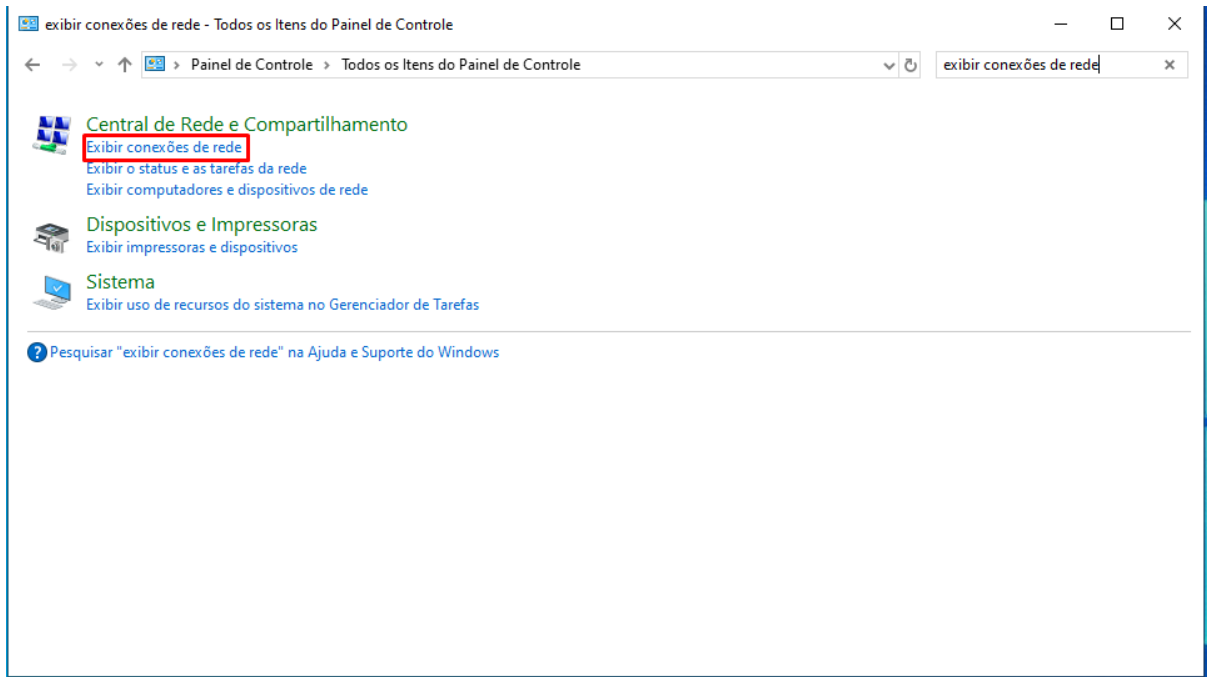 exibir conexões de rede - Todos os Itens do Painel de Controle
Painel de Controle > Todos os Itens do Painel de Controle
exibir conexões de rede
Central de Rede e Compartilhamento
Exibir conexões de rede
Exibir o status e as tarefas da rede
Exibir computadores e dispositivos de rede
Dispositivos e Impressoras
Exibir impressoras e dispositivos
Sistema
Exibir uso de recursos do sistema no Gerenciador de Tarefas
Pesquisar "exibir conexões de rede" na Ajuda e Suporte do Windows